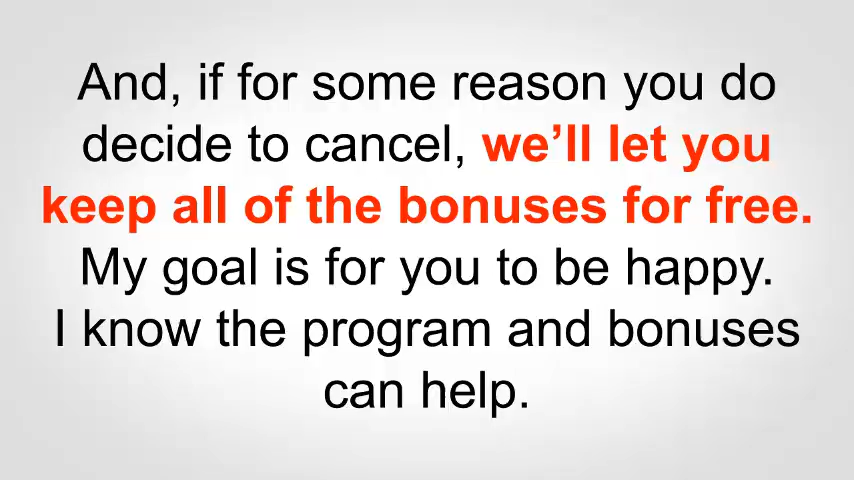 And, if for some reason you do
decide to cancel, we’ll let you
keep all of the bonuses for free.
My goal is for you to be happy.
I know the program and bonuses
can help.